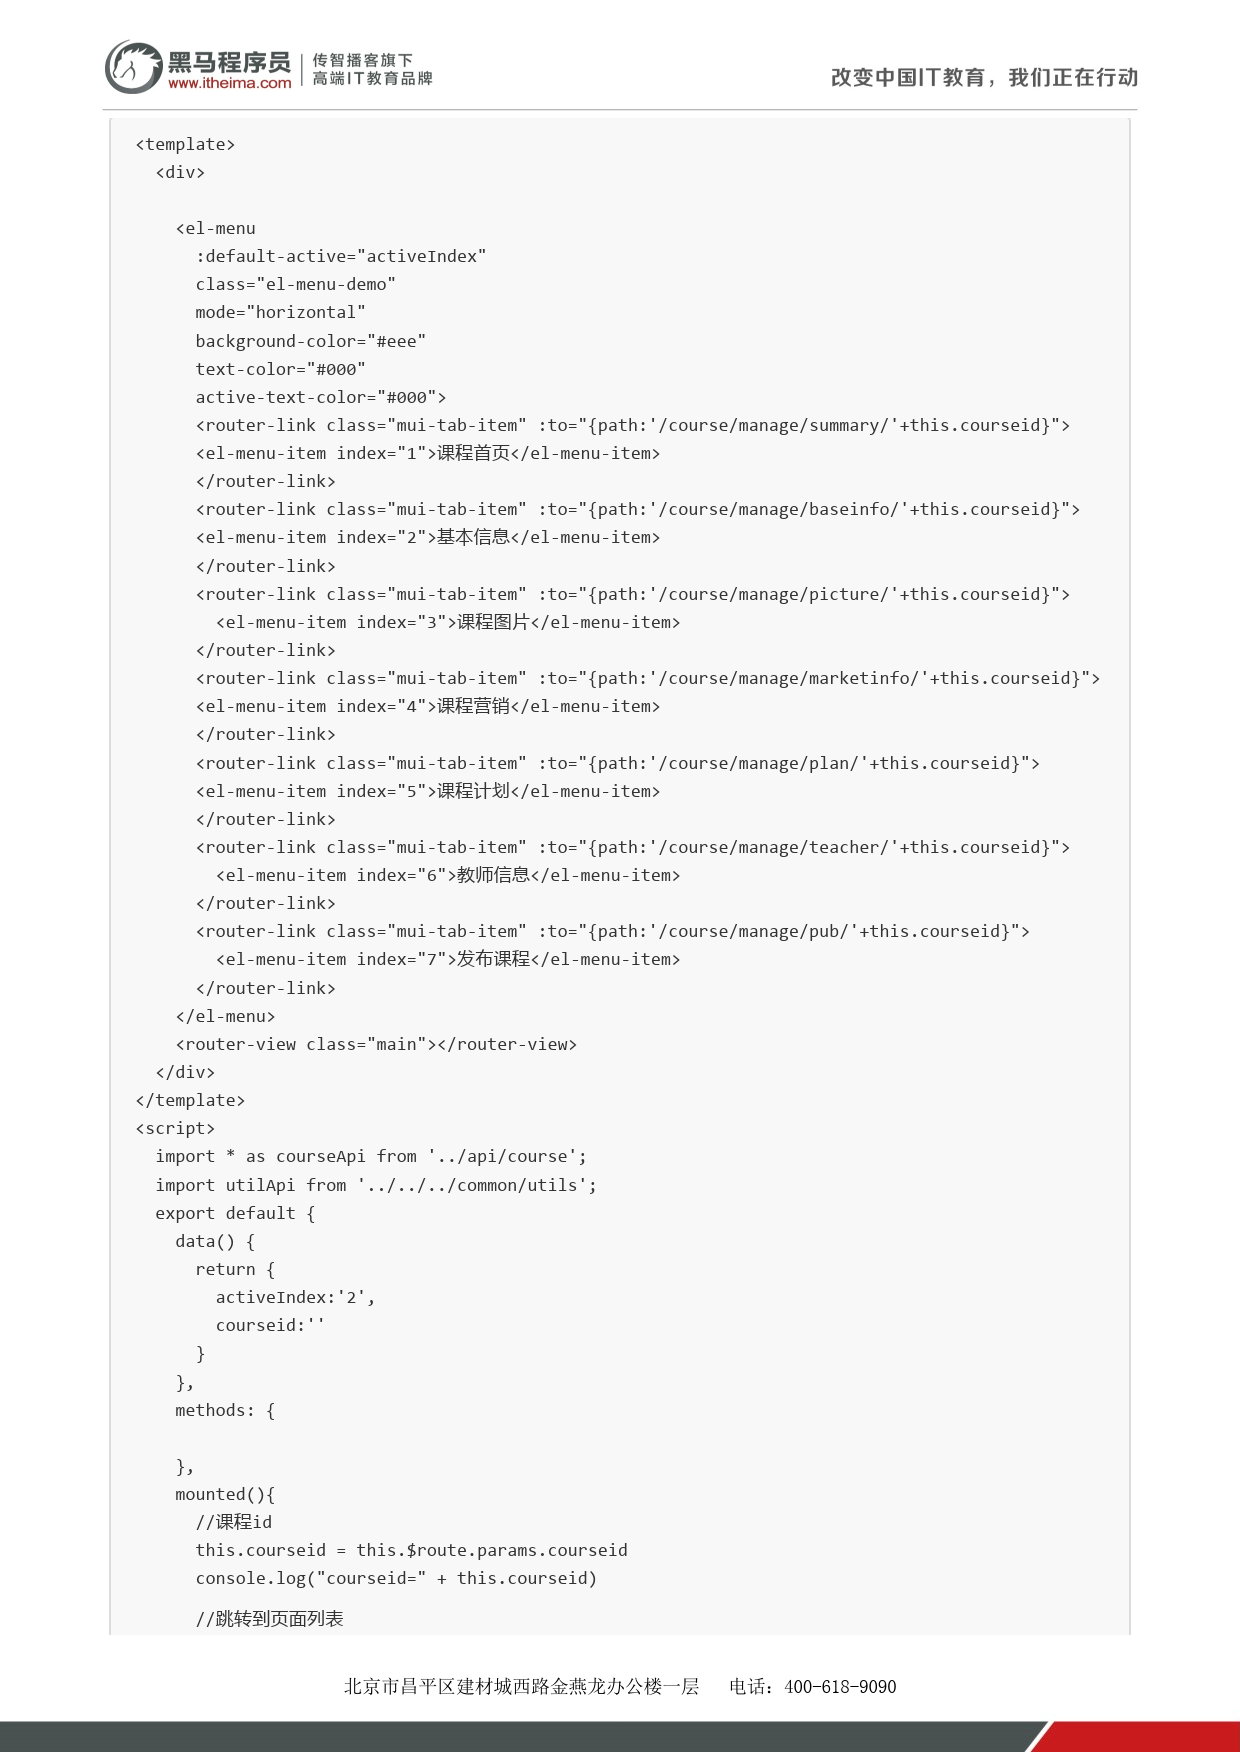 黑马程序员
www.itheima.com
传智播客旗下
高端IT教育品牌
改变中国IT教育，我们正在行动
<template>
  <div>

    <el-menu
      :default-active="activeIndex"
      class="el-menu-demo"
      mode="horizontal"
      background-color="#eee"
      text-color="#000"
      active-text-color="#000">
      <router-link class="mui-tab-item" :to="{path:'/course/manage/summary/'+this.courseid}">
      <el-menu-item index="1">课程首页</el-menu-item>
      </router-link>
      <router-link class="mui-tab-item" :to="{path:'/course/manage/baseinfo/'+this.courseid}">
      <el-menu-item index="2">基本信息</el-menu-item>
      </router-link>
      <router-link class="mui-tab-item" :to="{path:'/course/manage/picture/'+this.courseid}">
        <el-menu-item index="3">课程图片</el-menu-item>
      </router-link>
      <router-link class="mui-tab-item" :to="{path:'/course/manage/marketinfo/'+this.courseid}">
      <el-menu-item index="4">课程营销</el-menu-item>
      </router-link>
      <router-link class="mui-tab-item" :to="{path:'/course/manage/plan/'+this.courseid}">
      <el-menu-item index="5">课程计划</el-menu-item>
      </router-link>
      <router-link class="mui-tab-item" :to="{path:'/course/manage/teacher/'+this.courseid}">
        <el-menu-item index="6">教师信息</el-menu-item>
      </router-link>
      <router-link class="mui-tab-item" :to="{path:'/course/manage/pub/'+this.courseid}">
        <el-menu-item index="7">发布课程</el-menu-item>
      </router-link>
    </el-menu>
    <router-view class="main"></router-view>
  </div>
</template>
<script>
  import * as courseApi from '../api/course';
  import utilApi from '../../../common/utils';
  export default {
    data() {
      return {
        activeIndex:'2',
        courseid:''
      }
    },
    methods: {

    },
    mounted(){
      //课程id
      this.courseid = this.$route.params.courseid
      console.log("courseid=" + this.courseid)
      //跳转到页面列表
北京市昌平区建材城西路金燕龙办公楼一层   电话：400-618-9090